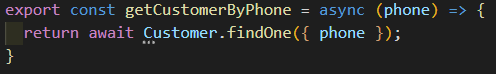 export const getCustomerByPhone = async (phone) => {
  return await Customer.findOne({ phone });
}